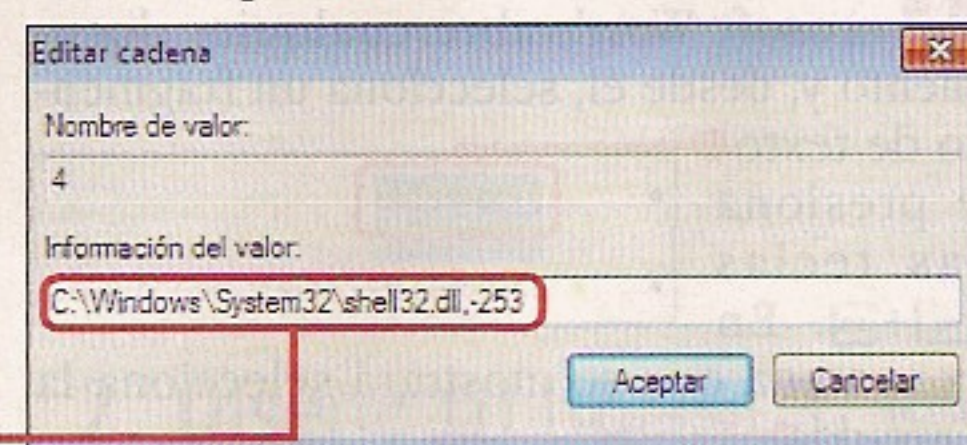 Editar cadena
Nombre de valor:
4
Información del valor:
C:\Windows\System32\shell32.dll,-253
Aceptar
Cancelar